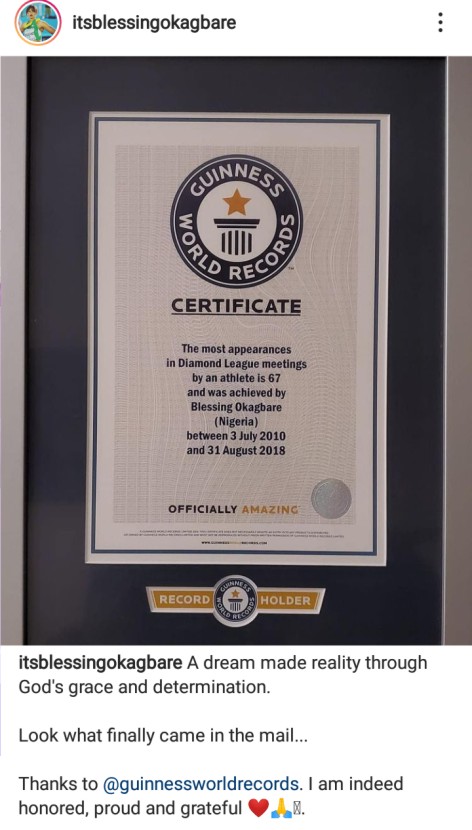 itsblessingokagbare
GUINNESS
WORLD RECORDS
CERTIFICATE
The most appearances
in Diamond League meetings
by an athlete is 67
and was achieved by
Blessing Okagbare
(Nigeria)
between 3 July 2010
and 31 August 2018
OFFICIALLY AMAZING
RECORD
GUINNESS
WORLD RECORDS
HOLDER
itsblessingokagbare A dream made reality through
God's grace and determination.
Look what finally came in the mail...
Thanks to @guinnessworldrecords. I am indeed
honored, proud and grateful ❤️🙏.